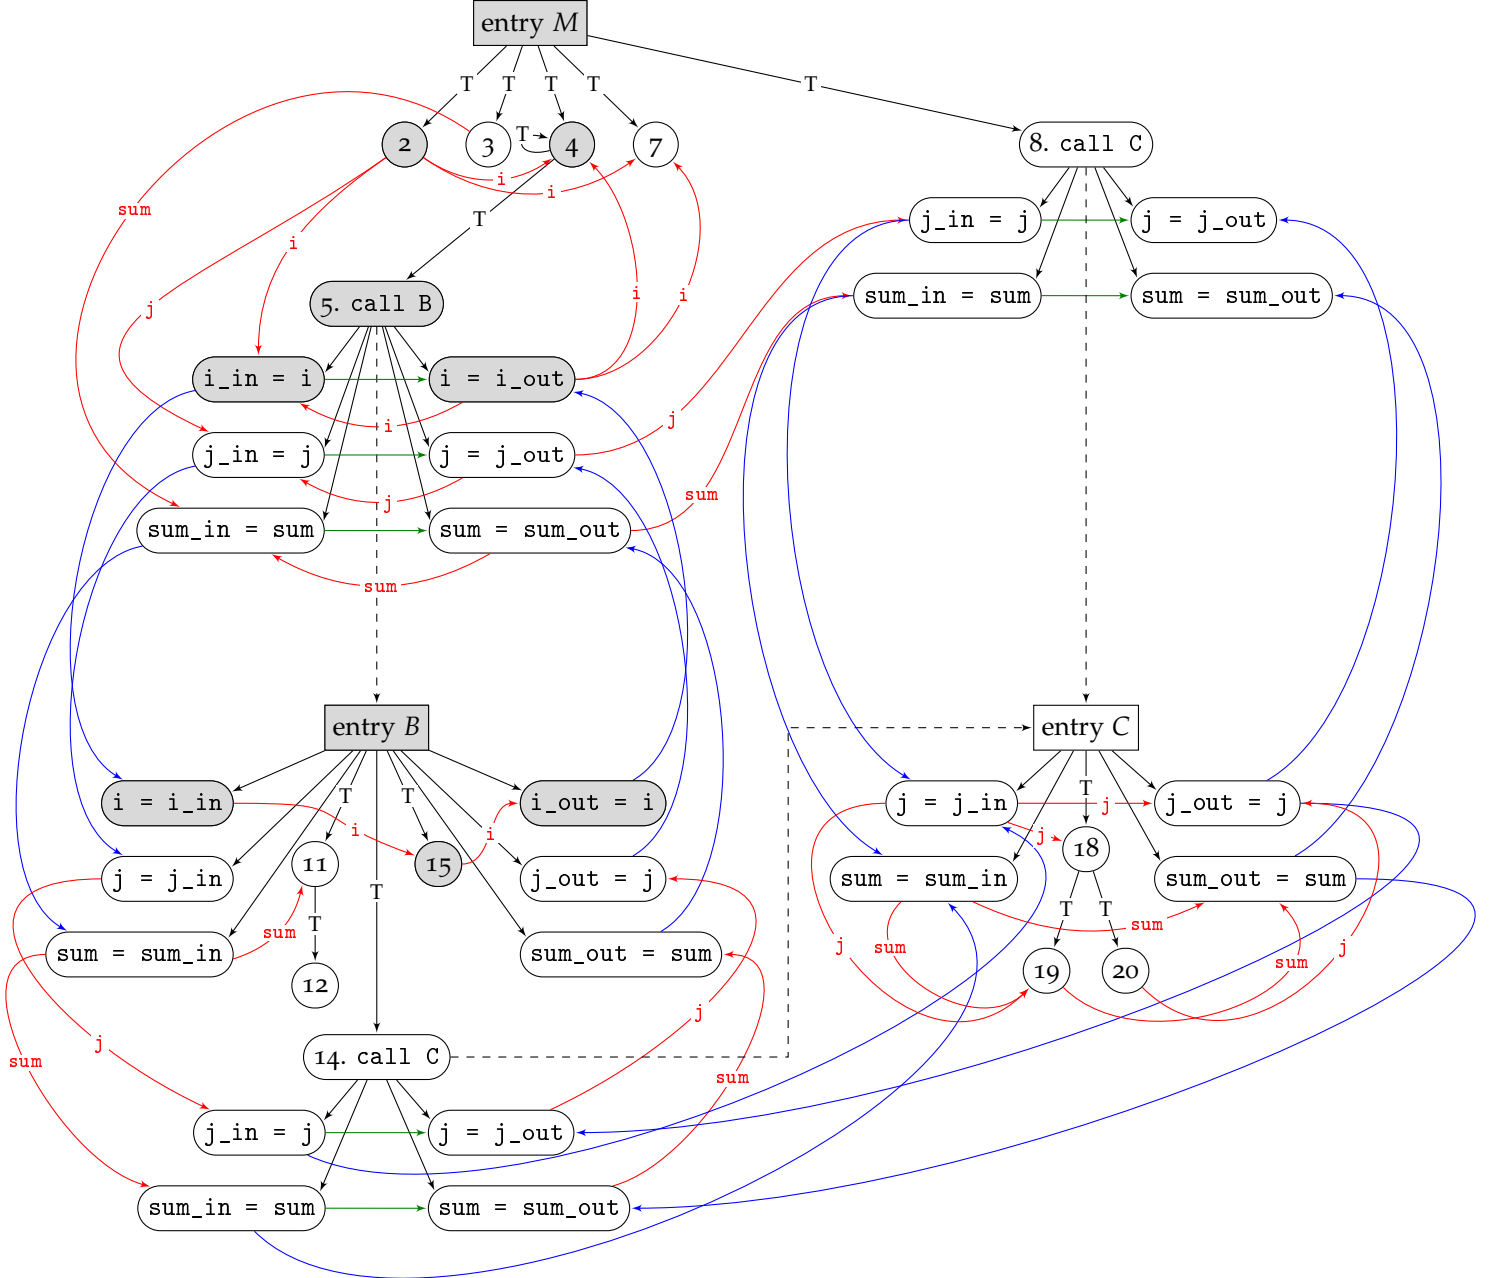 entry M
T T T T T
2 3 T 4 7 8. call C
i
i
sum j_in = j j = j_out
T
i
sum_in = sum sum = sum_out
i i
5. call B
j
i_in = i i = i_out
j
i
j_in = j j = j_out
sum
j
sum_in = sum sum = sum_out
sum
entry B entry C
T
T T
i = i_in i_out = i j = j_in j_out = j
j
i i j
11 15 18
j = j_in T j_out = j sum = sum_in sum_out = sum
T T T
sum sum
j sum j
sum = sum_in sum_out = sum
sum
12 19 20
j
j
14. call C
sum
sum
j_in = j j = j_out
sum_in = sum sum = sum_out